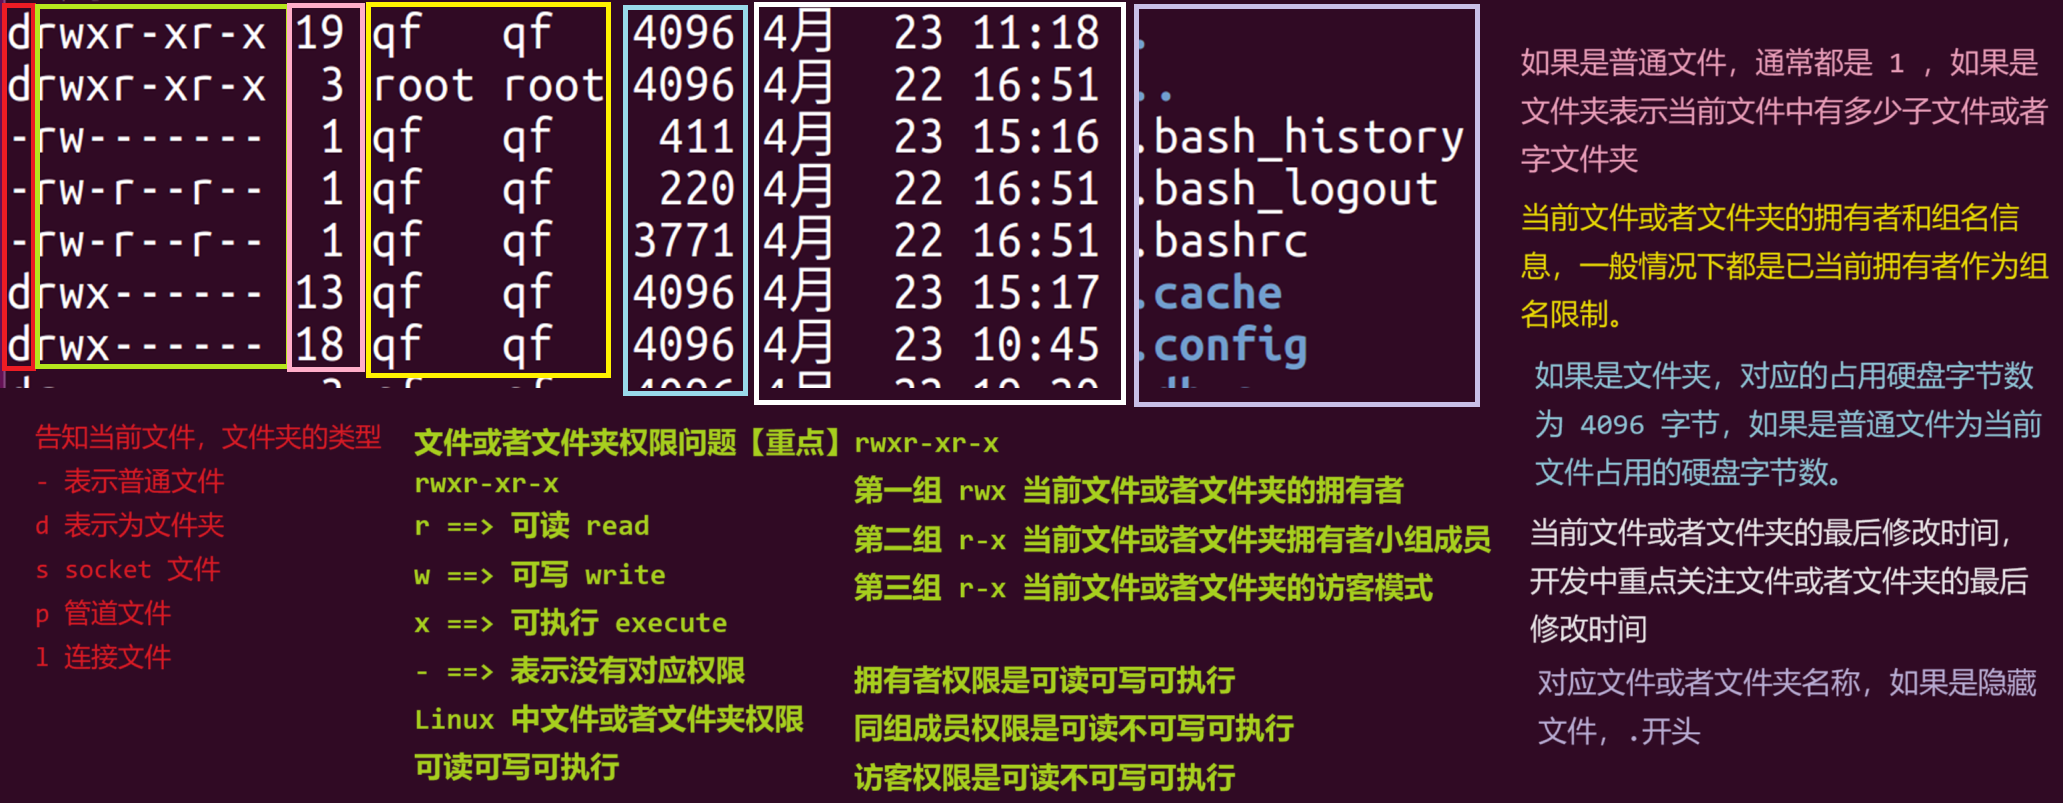 drwxr-xr-x 19 qf   qf   4096 4月  23 11:18 .
drwxr-xr-x  3 root root 4096 4月  22 16:51 ..
-rw-------  1 qf   qf    411 4月  23 15:16 .bash_history
-rw-r--r--  1 qf   qf    220 4月  22 16:51 .bash_logout
-rw-r--r--  1 qf   qf   3771 4月  22 16:51 .bashrc
drwx------ 13 qf   qf   4096 4月  23 15:17 .cache
drwx------ 18 qf   qf   4096 4月  23 10:45 .config
告知当前文件，文件夹的类型
- 表示普通文件
d 表示为文件夹
s socket 文件
p 管道文件
l 连接文件
文件或者文件夹权限问题【重点】
rwxr-xr-x
r ==> 可读 read
w ==> 可写 write
x ==> 可执行 execute
- ==> 表示没有对应权限
Linux 中文件或者文件夹权限
可读可写可执行
rwxr-xr-x
第一组 rwx 当前文件或者文件夹的拥有者
第二组 r-x 当前文件或者文件夹拥有者小组成员
第三组 r-x 当前文件或者文件夹的访客模式
拥有者权限是可读可写可执行
同组成员权限是可读不可写可执行
访客权限是可读不可写可执行
如果是普通文件，通常都是 1 ，如果是
文件夹表示当前文件中有多少子文件或者
字文件夹
当前文件或者文件夹的拥有者和组名信
息，一般情况下都是已当前拥有者作为组
名限制。
如果是文件夹，对应的占用硬盘字节数
为 4096 字节，如果是普通文件为当前
文件占用的硬盘字节数。
当前文件或者文件夹的最后修改时间，
开发中重点关注文件或者文件夹的最后
修改时间
对应文件或者文件夹名称，如果是隐藏
文件，.开头